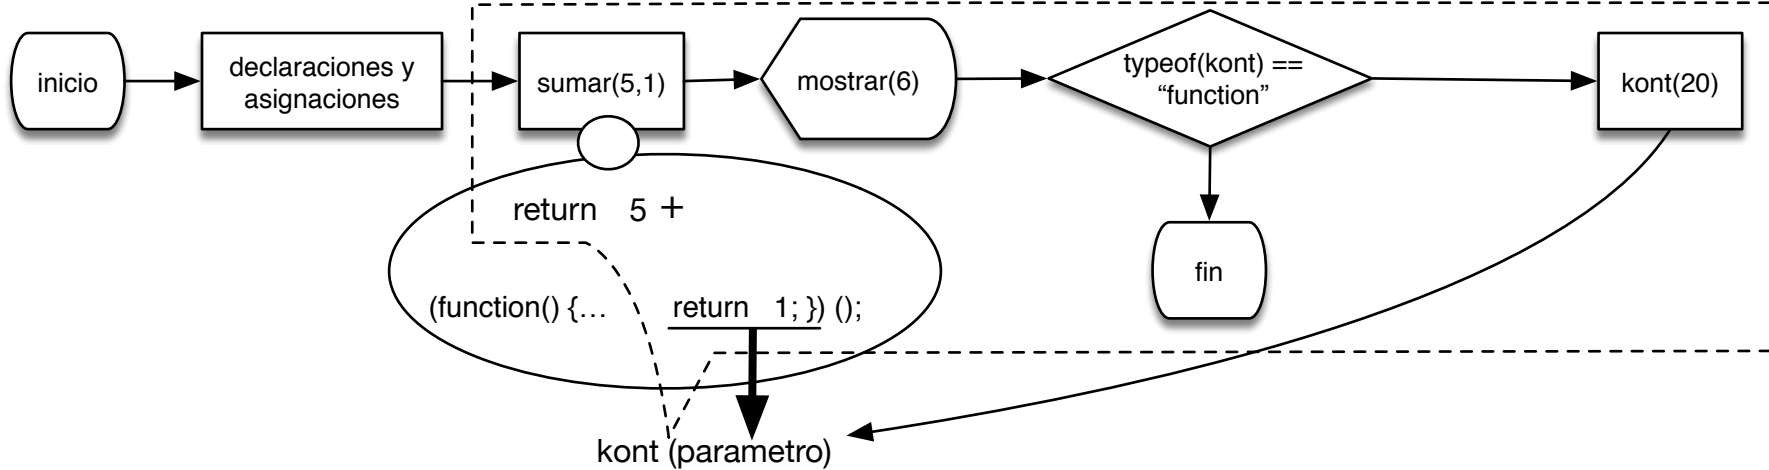 inicio
declaraciones y
asignaciones
sumar(5,1)
mostrar(6)
typeof(kont) ==
“function”
kont(20)
return 5 +
fin
(function() {… return 1; }) ();
kont (parametro)